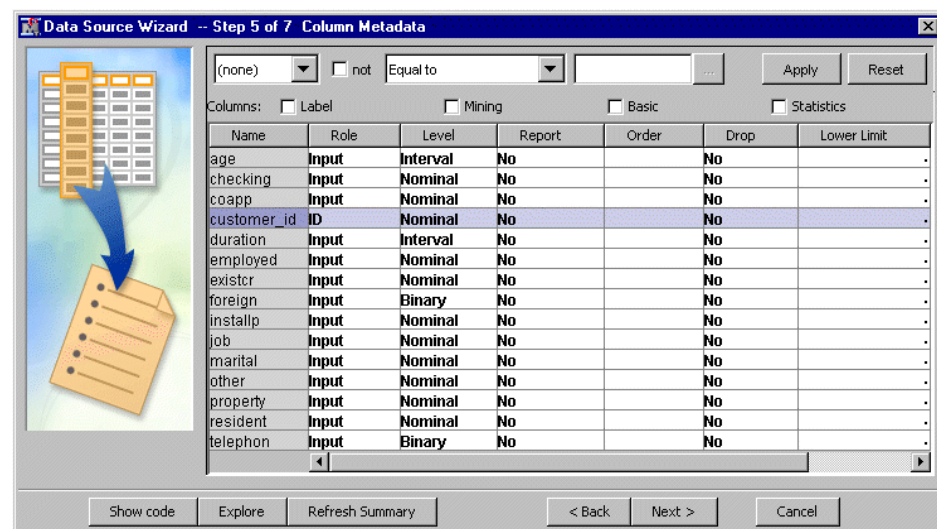 Data Source Wizard -- Step 5 of 7 Column Metadata
(none) not Equal to ... Apply Reset
Columns: Label Mining Basic Statistics
Name Role Level Report Order Drop Lower Limit
age Input Interval No No .
checking Input Nominal No No .
coapp Input Nominal No No .
customer_id ID Nominal No No .
duration Input Interval No No .
employed Input Nominal No No .
existcr Input Nominal No No .
foreign Input Binary No No .
installp Input Nominal No No .
job Input Nominal No No .
marital Input Nominal No No .
other Input Nominal No No .
property Input Nominal No No .
resident Input Nominal No No .
telephon Input Binary No No .
Show code Explore Refresh Summary < Back Next > Cancel